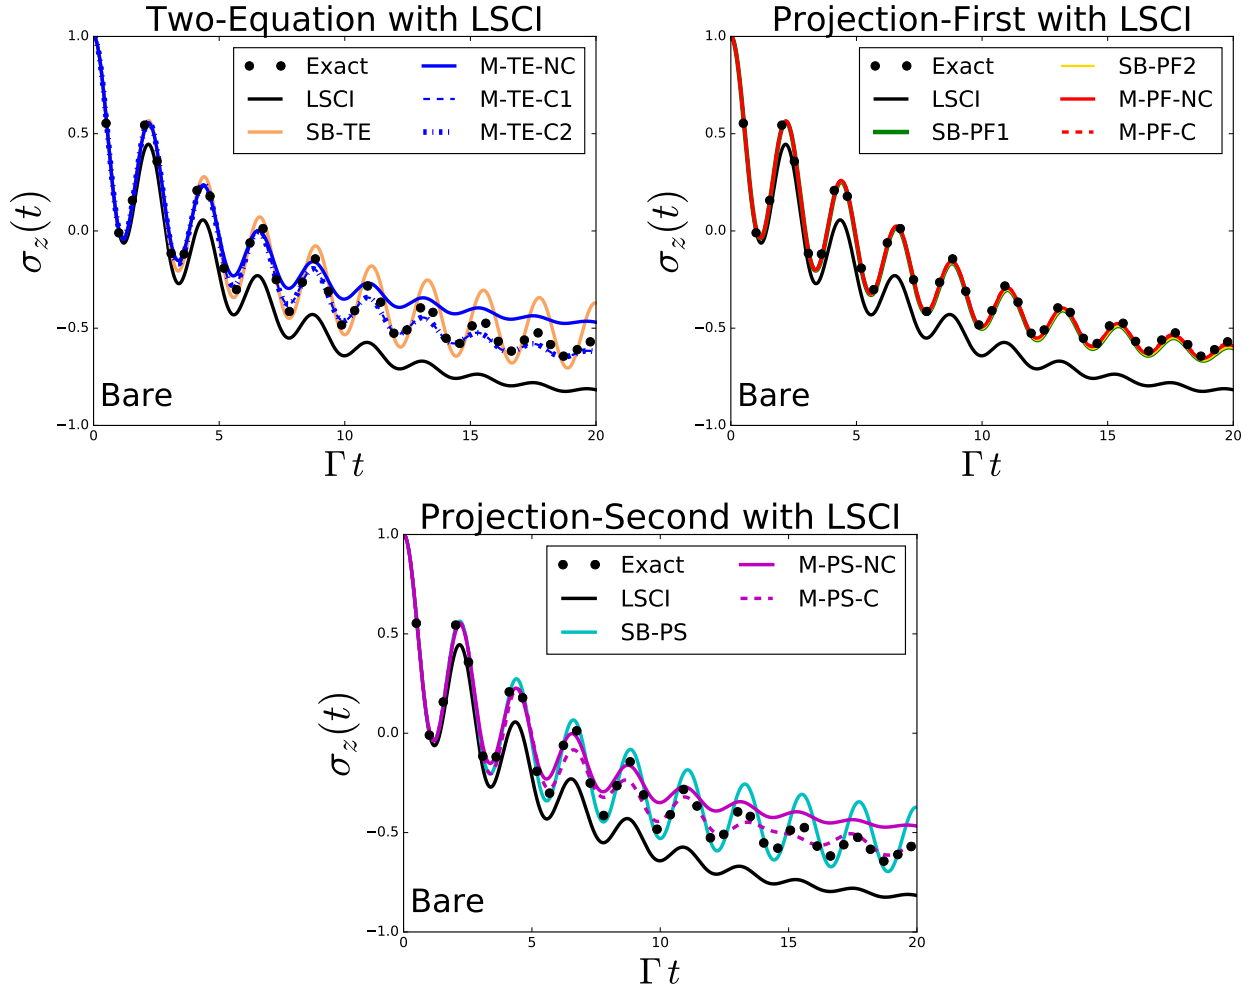 Two-Equation with LSCI
Exact
LSCI
SB-TE
M-TE-NC
M-TE-C1
M-TE-C2
1.0
0.5
0.0
−0.5
−1.0
σz(t)
Bare
0 5 10 15 20
Γ t
Projection-First with LSCI
Exact
LSCI
SB-PF1
SB-PF2
M-PF-NC
M-PF-C
1.0
0.5
0.0
−0.5
−1.0
σz(t)
Bare
0 5 10 15 20
Γ t
Projection-Second with LSCI
Exact
LSCI
SB-PS
M-PS-NC
M-PS-C
1.0
0.5
0.0
−0.5
−1.0
σz(t)
Bare
0 5 10 15 20
Γ t